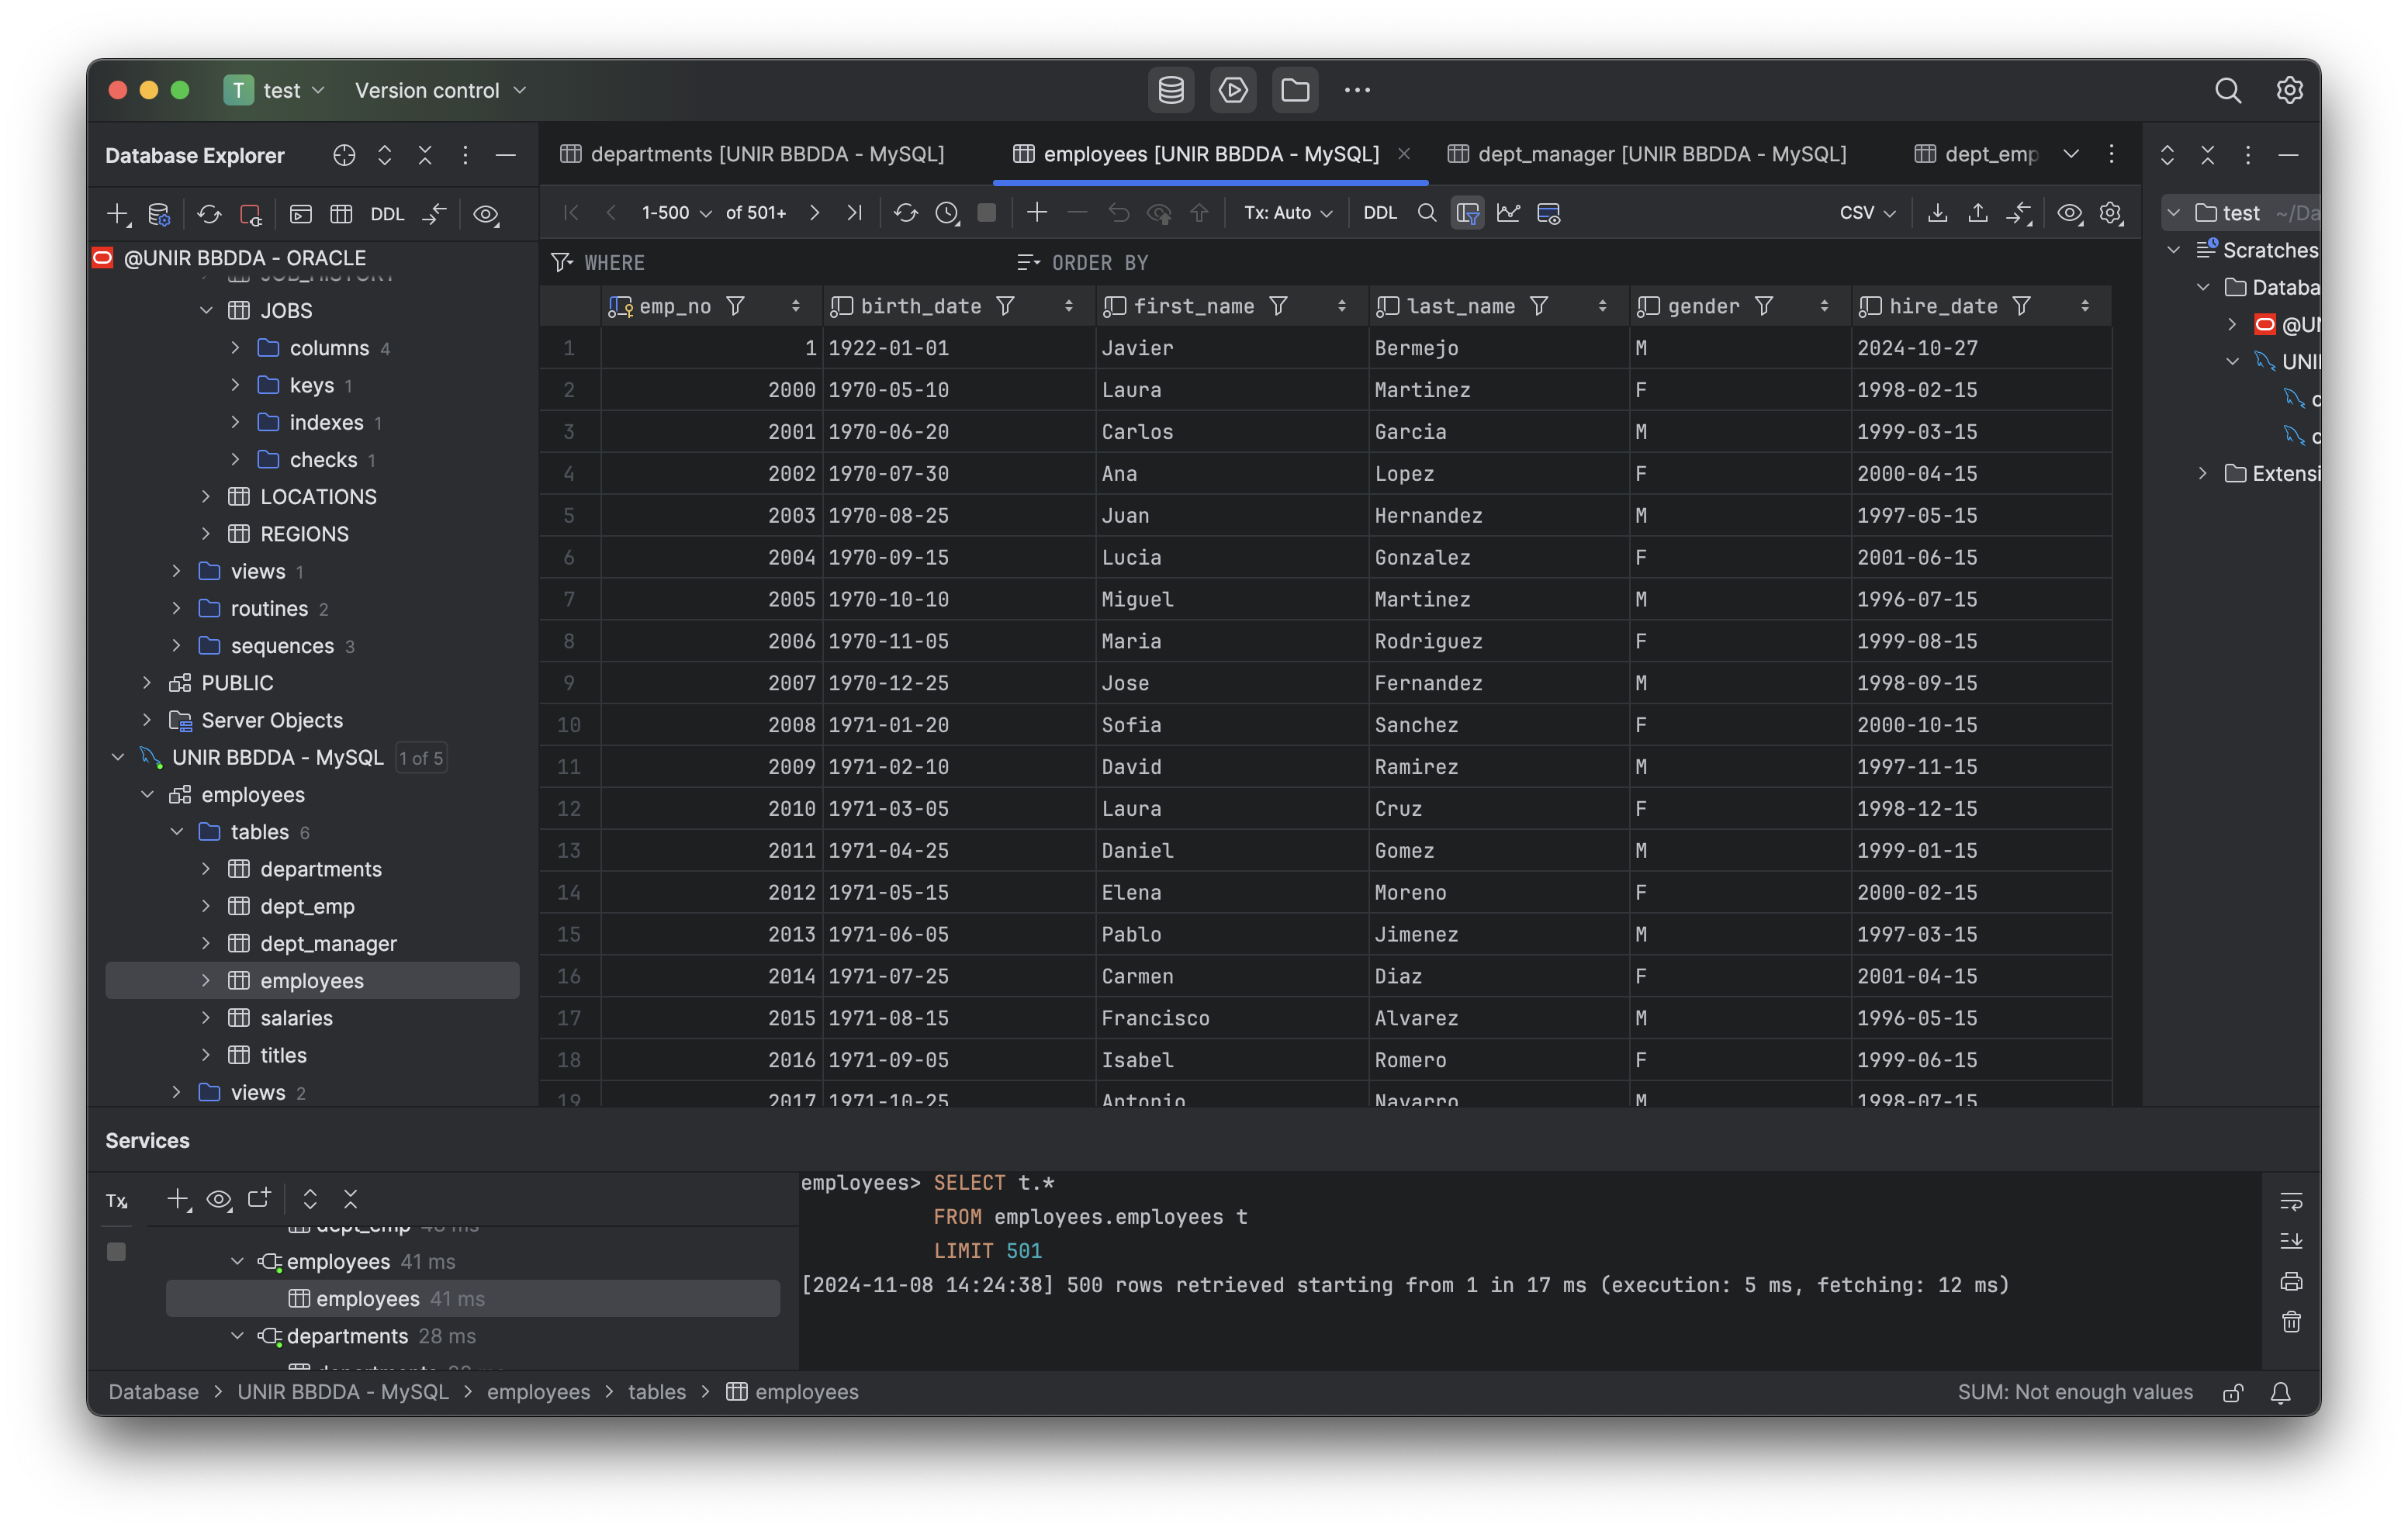 T test Version control
Database Explorer
departments [UNIR BBDDA - MySQL] employees [UNIR BBDDA - MySQL] dept_manager [UNIR BBDDA - MySQL] dept_emp
DDL
1-500 of 501+ Tx: Auto DDL CSV
WHERE ORDER BY
@UNIR BBDDA - ORACLE
JOB_HISTORY
JOBS
columns 4
keys 1
indexes 1
checks 1
LOCATIONS
REGIONS
views 1
routines 2
sequences 3
PUBLIC
Server Objects
UNIR BBDDA - MySQL 1 of 5
employees
tables 6
departments
dept_emp
dept_manager
employees
salaries
titles
views 2
emp_no birth_date first_name last_name gender hire_date
1 1 1922-01-01 Javier Bermejo M 2024-10-27
2 2000 1970-05-10 Laura Martinez F 1998-02-15
3 2001 1970-06-20 Carlos Garcia M 1999-03-15
4 2002 1970-07-30 Ana Lopez F 2000-04-15
5 2003 1970-08-25 Juan Hernandez M 1997-05-15
6 2004 1970-09-15 Lucia Gonzalez F 2001-06-15
7 2005 1970-10-10 Miguel Martinez M 1996-07-15
8 2006 1970-11-05 Maria Rodriguez F 1999-08-15
9 2007 1970-12-25 Jose Fernandez M 1998-09-15
10 2008 1971-01-20 Sofia Sanchez F 2000-10-15
11 2009 1971-02-10 David Ramirez M 1997-11-15
12 2010 1971-03-05 Laura Cruz F 1998-12-15
13 2011 1971-04-25 Daniel Gomez M 1999-01-15
14 2012 1971-05-15 Elena Moreno F 2000-02-15
15 2013 1971-06-05 Pablo Jimenez M 1997-03-15
16 2014 1971-07-25 Carmen Diaz F 2001-04-15
17 2015 1971-08-15 Francisco Alvarez M 1996-05-15
18 2016 1971-09-05 Isabel Romero F 1999-06-15
19 2017 1971-10-25 Antonio Navarro M 1998-07-15
test ~/Da
Scratches
Databa
@UN
UNI
c
c
Extensi
Services
Tx
dept_emp 48 ms
employees 41 ms
employees 41 ms
departments 28 ms
departments 28 ms
employees> SELECT t.*
FROM employees.employees t
LIMIT 501
[2024-11-08 14:24:38] 500 rows retrieved starting from 1 in 17 ms (execution: 5 ms, fetching: 12 ms)
Database > UNIR BBDDA - MySQL > employees > tables > employees
SUM: Not enough values